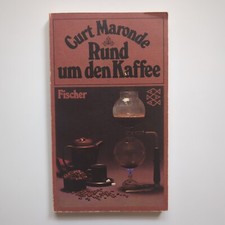 Curt Maronde
Rund
um den Kaffee
Fischer